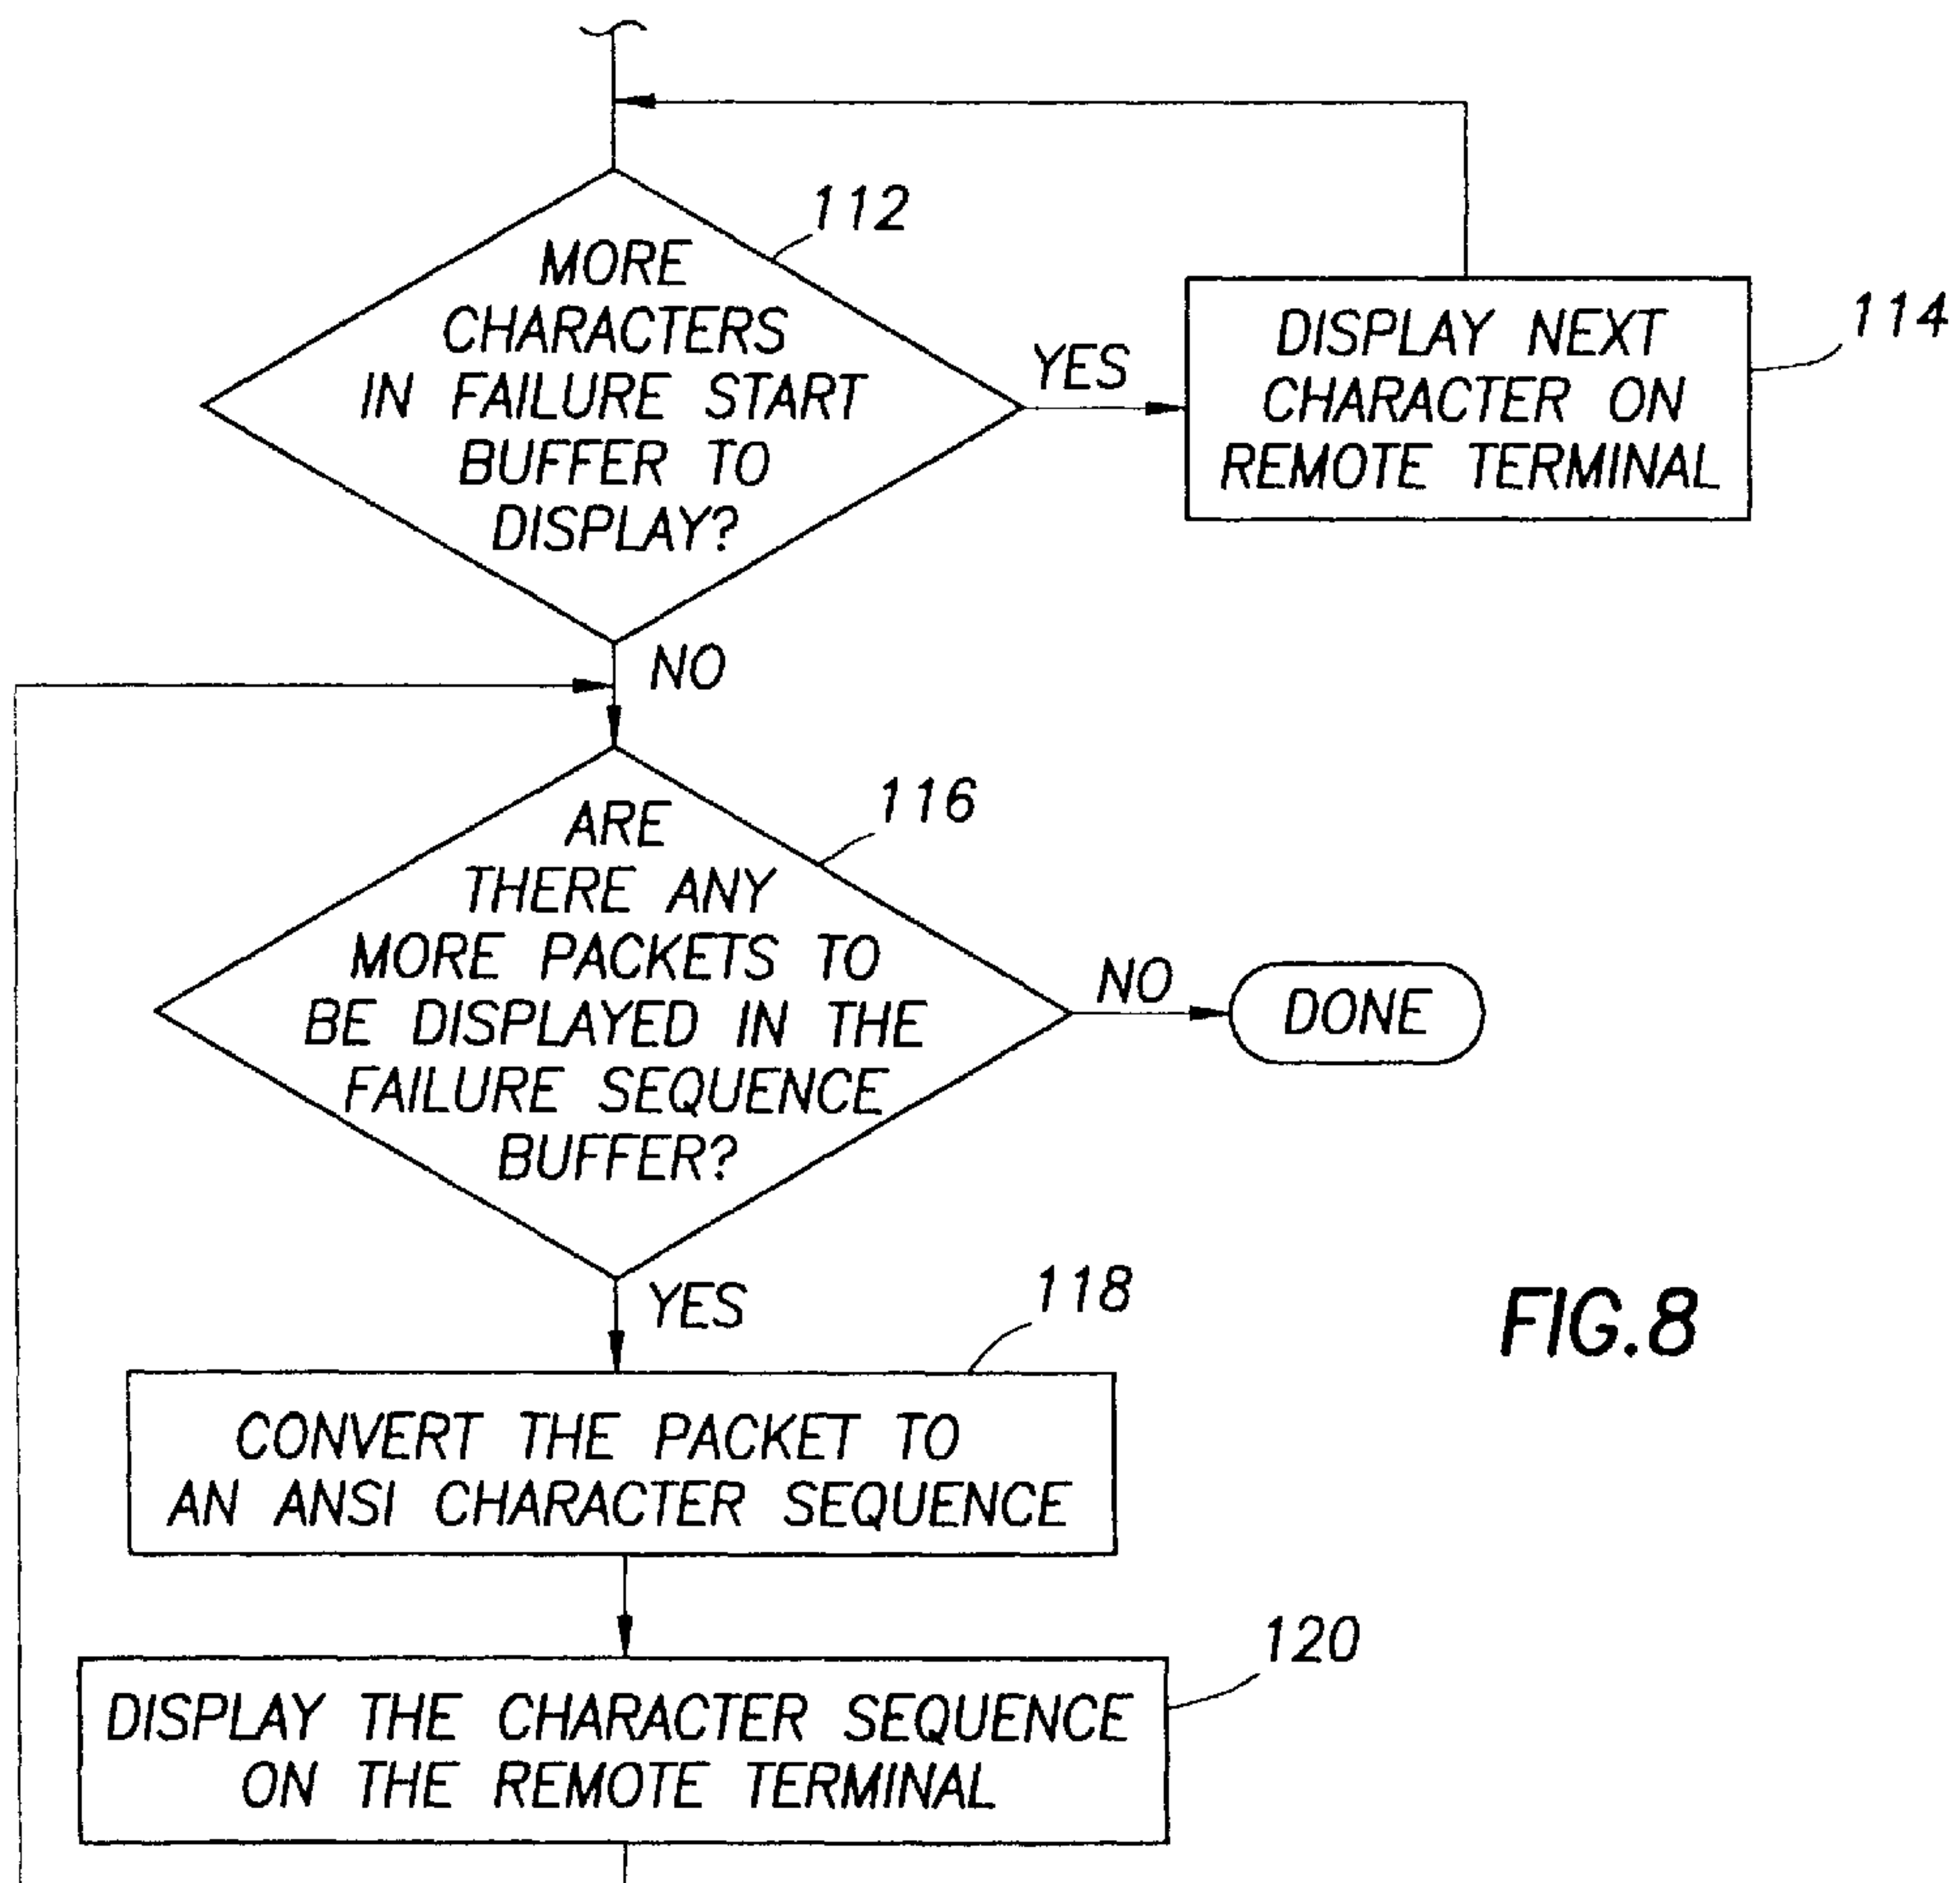 112
MORE
CHARACTERS
IN FAILURE START
BUFFER TO
DISPLAY?
YES
DISPLAY NEXT
CHARACTER ON
REMOTE TERMINAL
114
NO
116
ARE
THERE ANY
MORE PACKETS TO
BE DISPLAYED IN THE
FAILURE SEQUENCE
BUFFER?
NO
DONE
YES
118
FIG.8
CONVERT THE PACKET TO
AN ANSI CHARACTER SEQUENCE
120
DISPLAY THE CHARACTER SEQUENCE
ON THE REMOTE TERMINAL